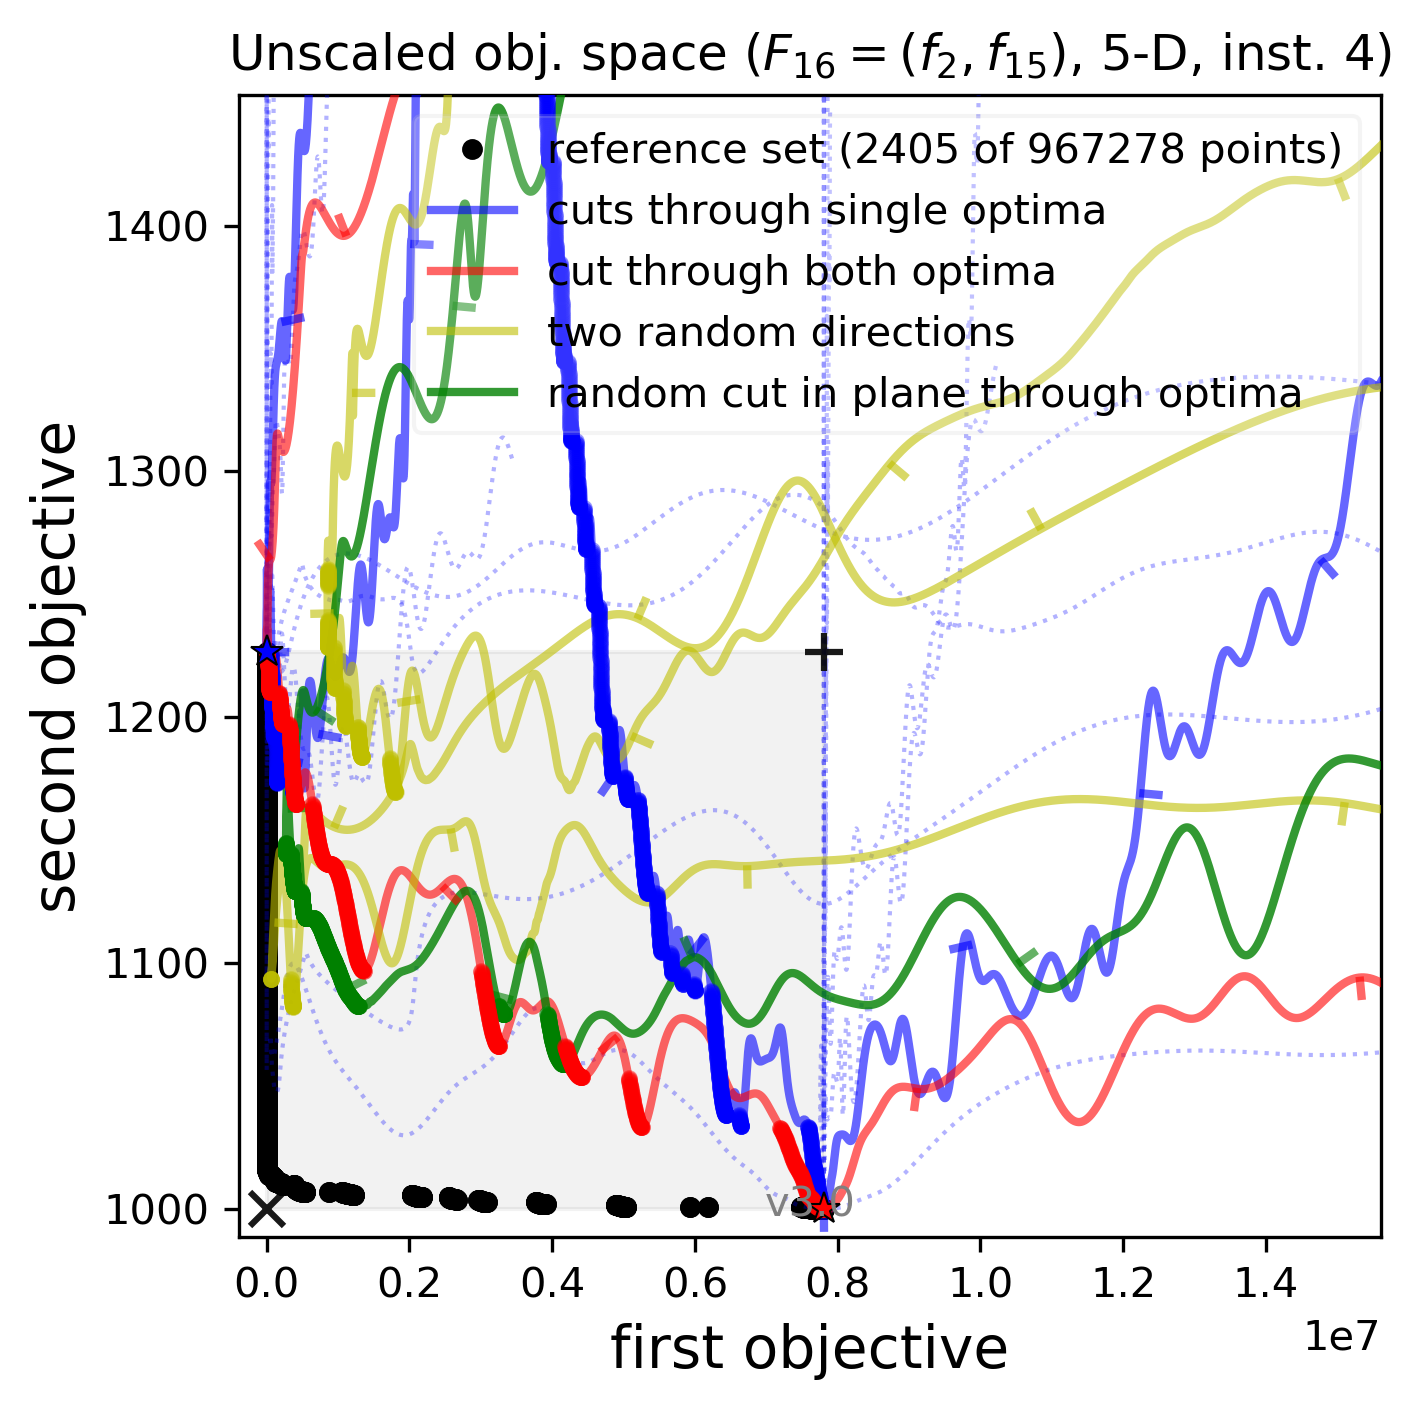 Unscaled obj. space (F₁₆ = (f₂, f₁₅), 5-D, inst. 4)
reference set (2405 of 967278 points)
cuts through single optima
cut through both optima
two random directions
random cut in plane through optima
1400
1300
1200
1100
1000
second objective
v3.0
0.0 0.2 0.4 0.6 0.8 1.0 1.2 1.4
1e7
first objective